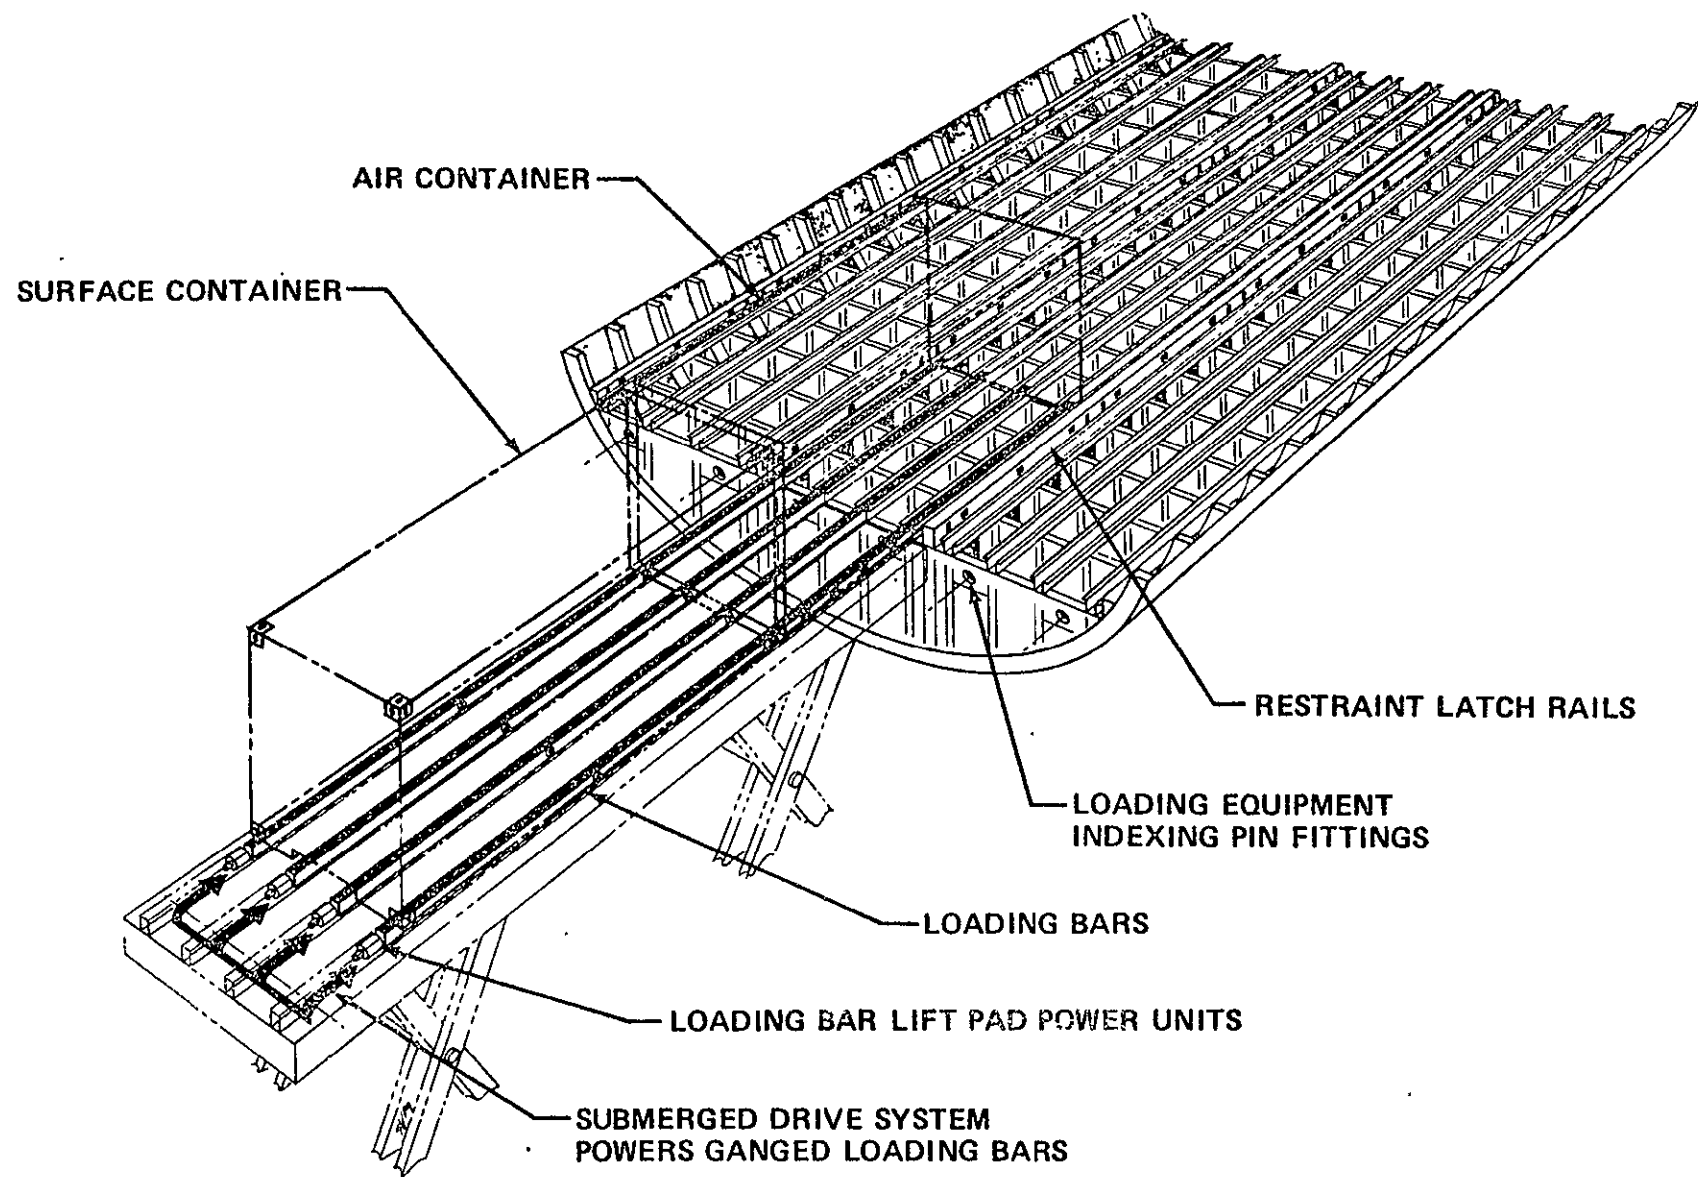 AIR CONTAINER
SURFACE CONTAINER
RESTRAINT LATCH RAILS
LOADING EQUIPMENT
INDEXING PIN FITTINGS
LOADING BARS
LOADING BAR LIFT PAD POWER UNITS
SUBMERGED DRIVE SYSTEM
POWERS GANGED LOADING BARS